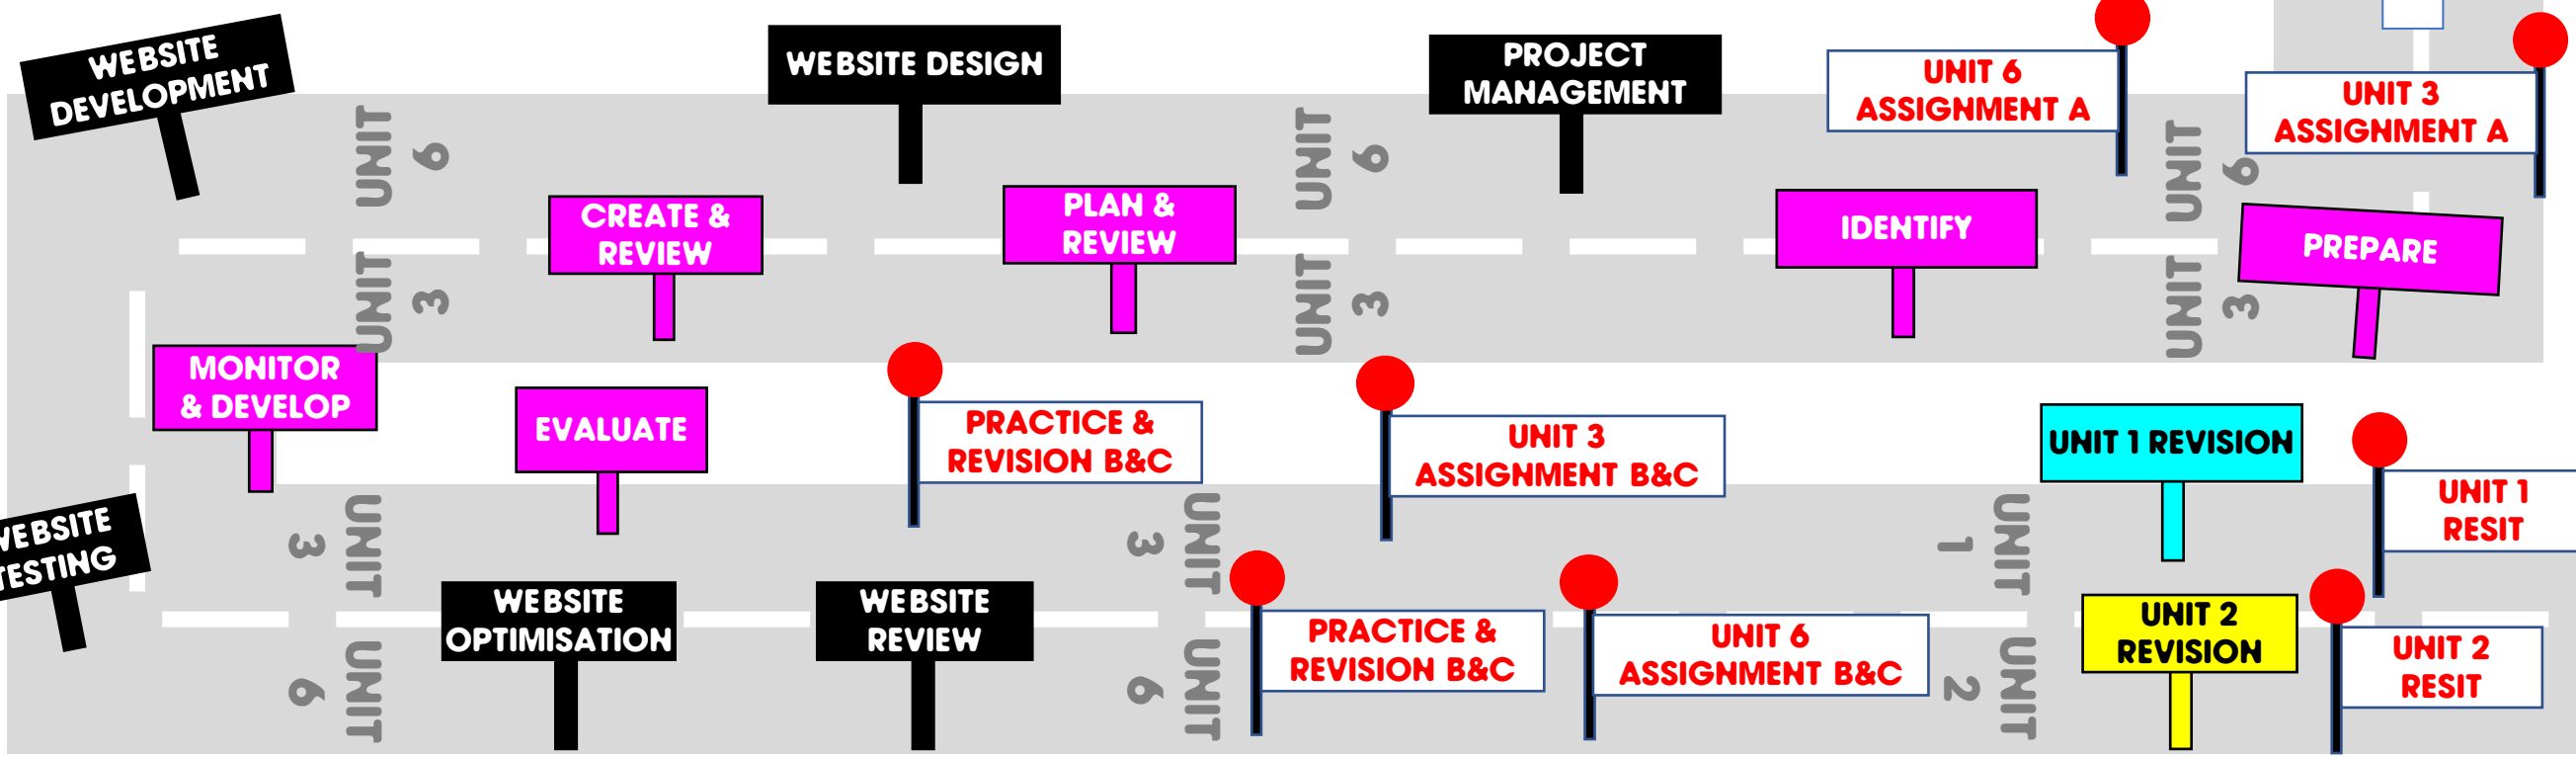 WEBSITE
DEVELOPMENT
WEBSITE DESIGN
PROJECT
MANAGEMENT
UNIT 6
ASSIGNMENT A
UNIT 3
ASSIGNMENT A
UNIT 6
UNIT 6
UNIT 6
CREATE &
REVIEW
PLAN &
REVIEW
IDENTIFY
PREPARE
UNIT 3
UNIT 3
UNIT 3
MONITOR
& DEVELOP
EVALUATE
PRACTICE &
REVISION B&C
UNIT 3
ASSIGNMENT B&C
UNIT 1 REVISION
UNIT 1
RESIT
WEBSITE
TESTING
UNIT 3
UNIT 3
UNIT 1
WEBSITE
OPTIMISATION
WEBSITE
REVIEW
PRACTICE &
REVISION B&C
UNIT 6
ASSIGNMENT B&C
UNIT 2
REVISION
UNIT 2
RESIT
UNIT 6
UNIT 6
UNIT 2